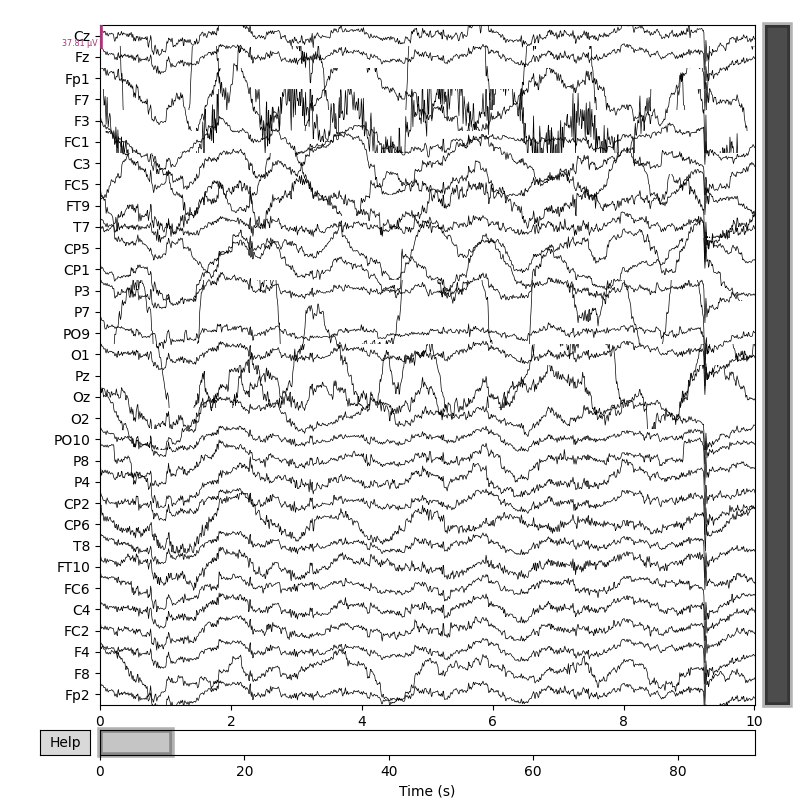 Cz
37.81 µV
Fz
Fp1
F7
F3
FC1
C3
FC5
FT9
T7
CP5
CP1
P3
P7
PO9
O1
Pz
Oz
O2
PO10
P8
P4
CP2
CP6
T8
FT10
FC6
C4
FC2
F4
F8
Fp2
0 2 4 6 8 10
Help
0 20 40 60 80
Time (s)